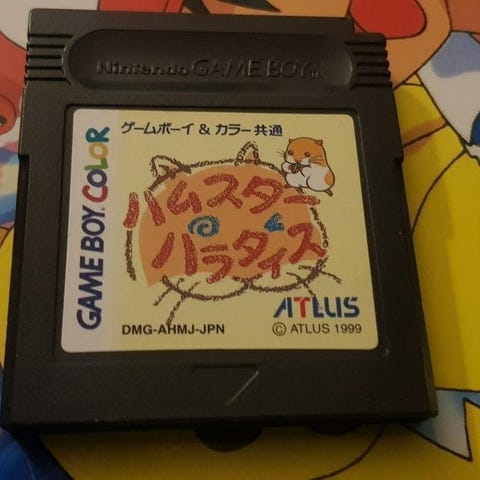 Nintendo GAME BOY™
ゲームボーイ & カラー共通
GAME BOY COLOR
ハムスター
パラダイス
ATLUS
DMG-AHMJ-JPN
© ATLUS 1999